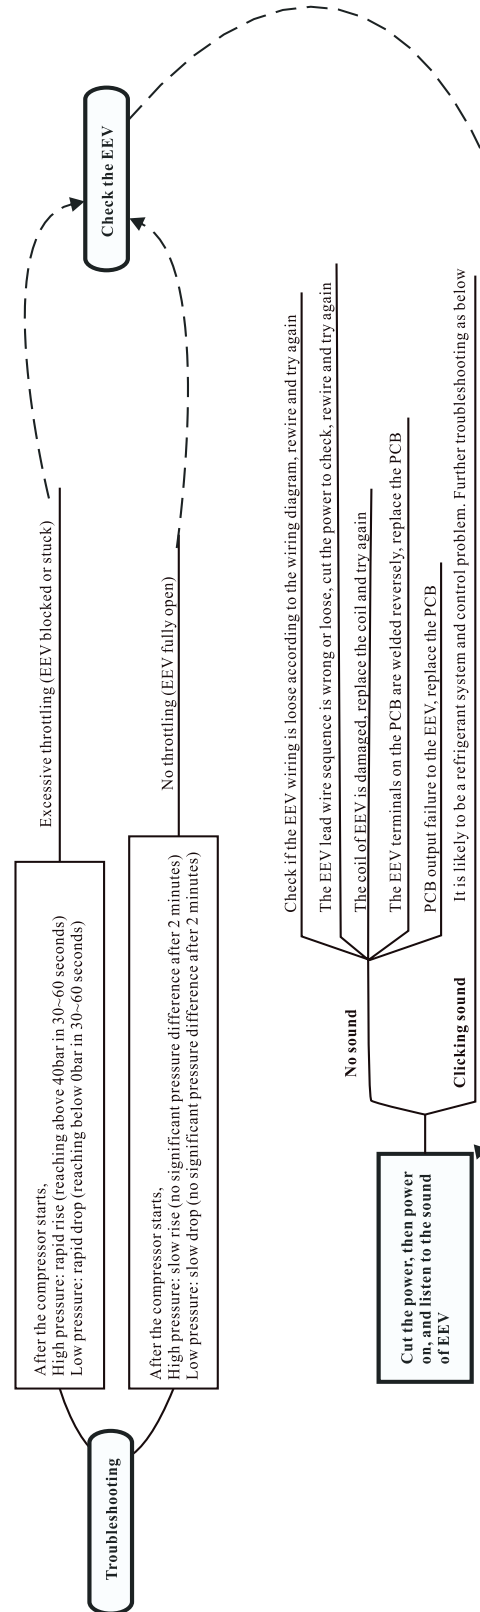 Troubleshooting
After the compressor starts,
High pressure: rapid rise (reaching above 40bar in 30~60 seconds)
Low pressure: rapid drop (reaching below 0bar in 30~60 seconds)
Excessive throttling (EEV blocked or stuck)
After the compressor starts,
High pressure: slow rise (no significant pressure difference after 2 minutes)
Low pressure: slow drop (no significant pressure difference after 2 minutes)
No throttling (EEV fully open)
Check the EEV
Cut the power, then power
on, and listen to the sound
of EEV
No sound
Check if the EEV wiring is loose according to the wiring diagram, rewire and try again
The EEV lead wire sequence is wrong or loose, cut the power to check, rewire and try again
The coil of EEV is damaged, replace the coil and try again
The EEV terminals on the PCB are welded reversely, replace the PCB
PCB output failure to the EEV, replace the PCB
Clicking sound
It is likely to be a refrigerant system and control problem. Further troubleshooting as below